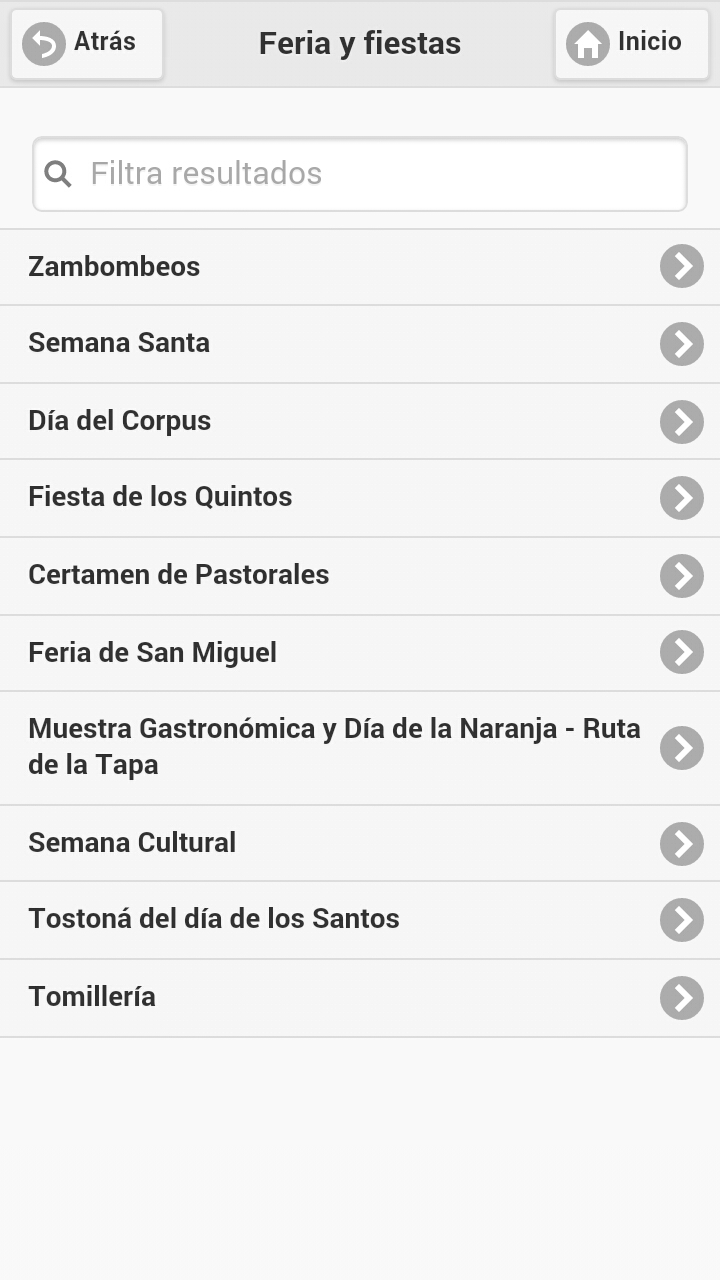 Atrás
Feria y fiestas
Inicio
Filtra resultados
Zambombeos
Semana Santa
Día del Corpus
Fiesta de los Quintos
Certamen de Pastorales
Feria de San Miguel
Muestra Gastronómica y Día de la Naranja - Ruta
de la Tapa
Semana Cultural
Tostoná del día de los Santos
Tomillería